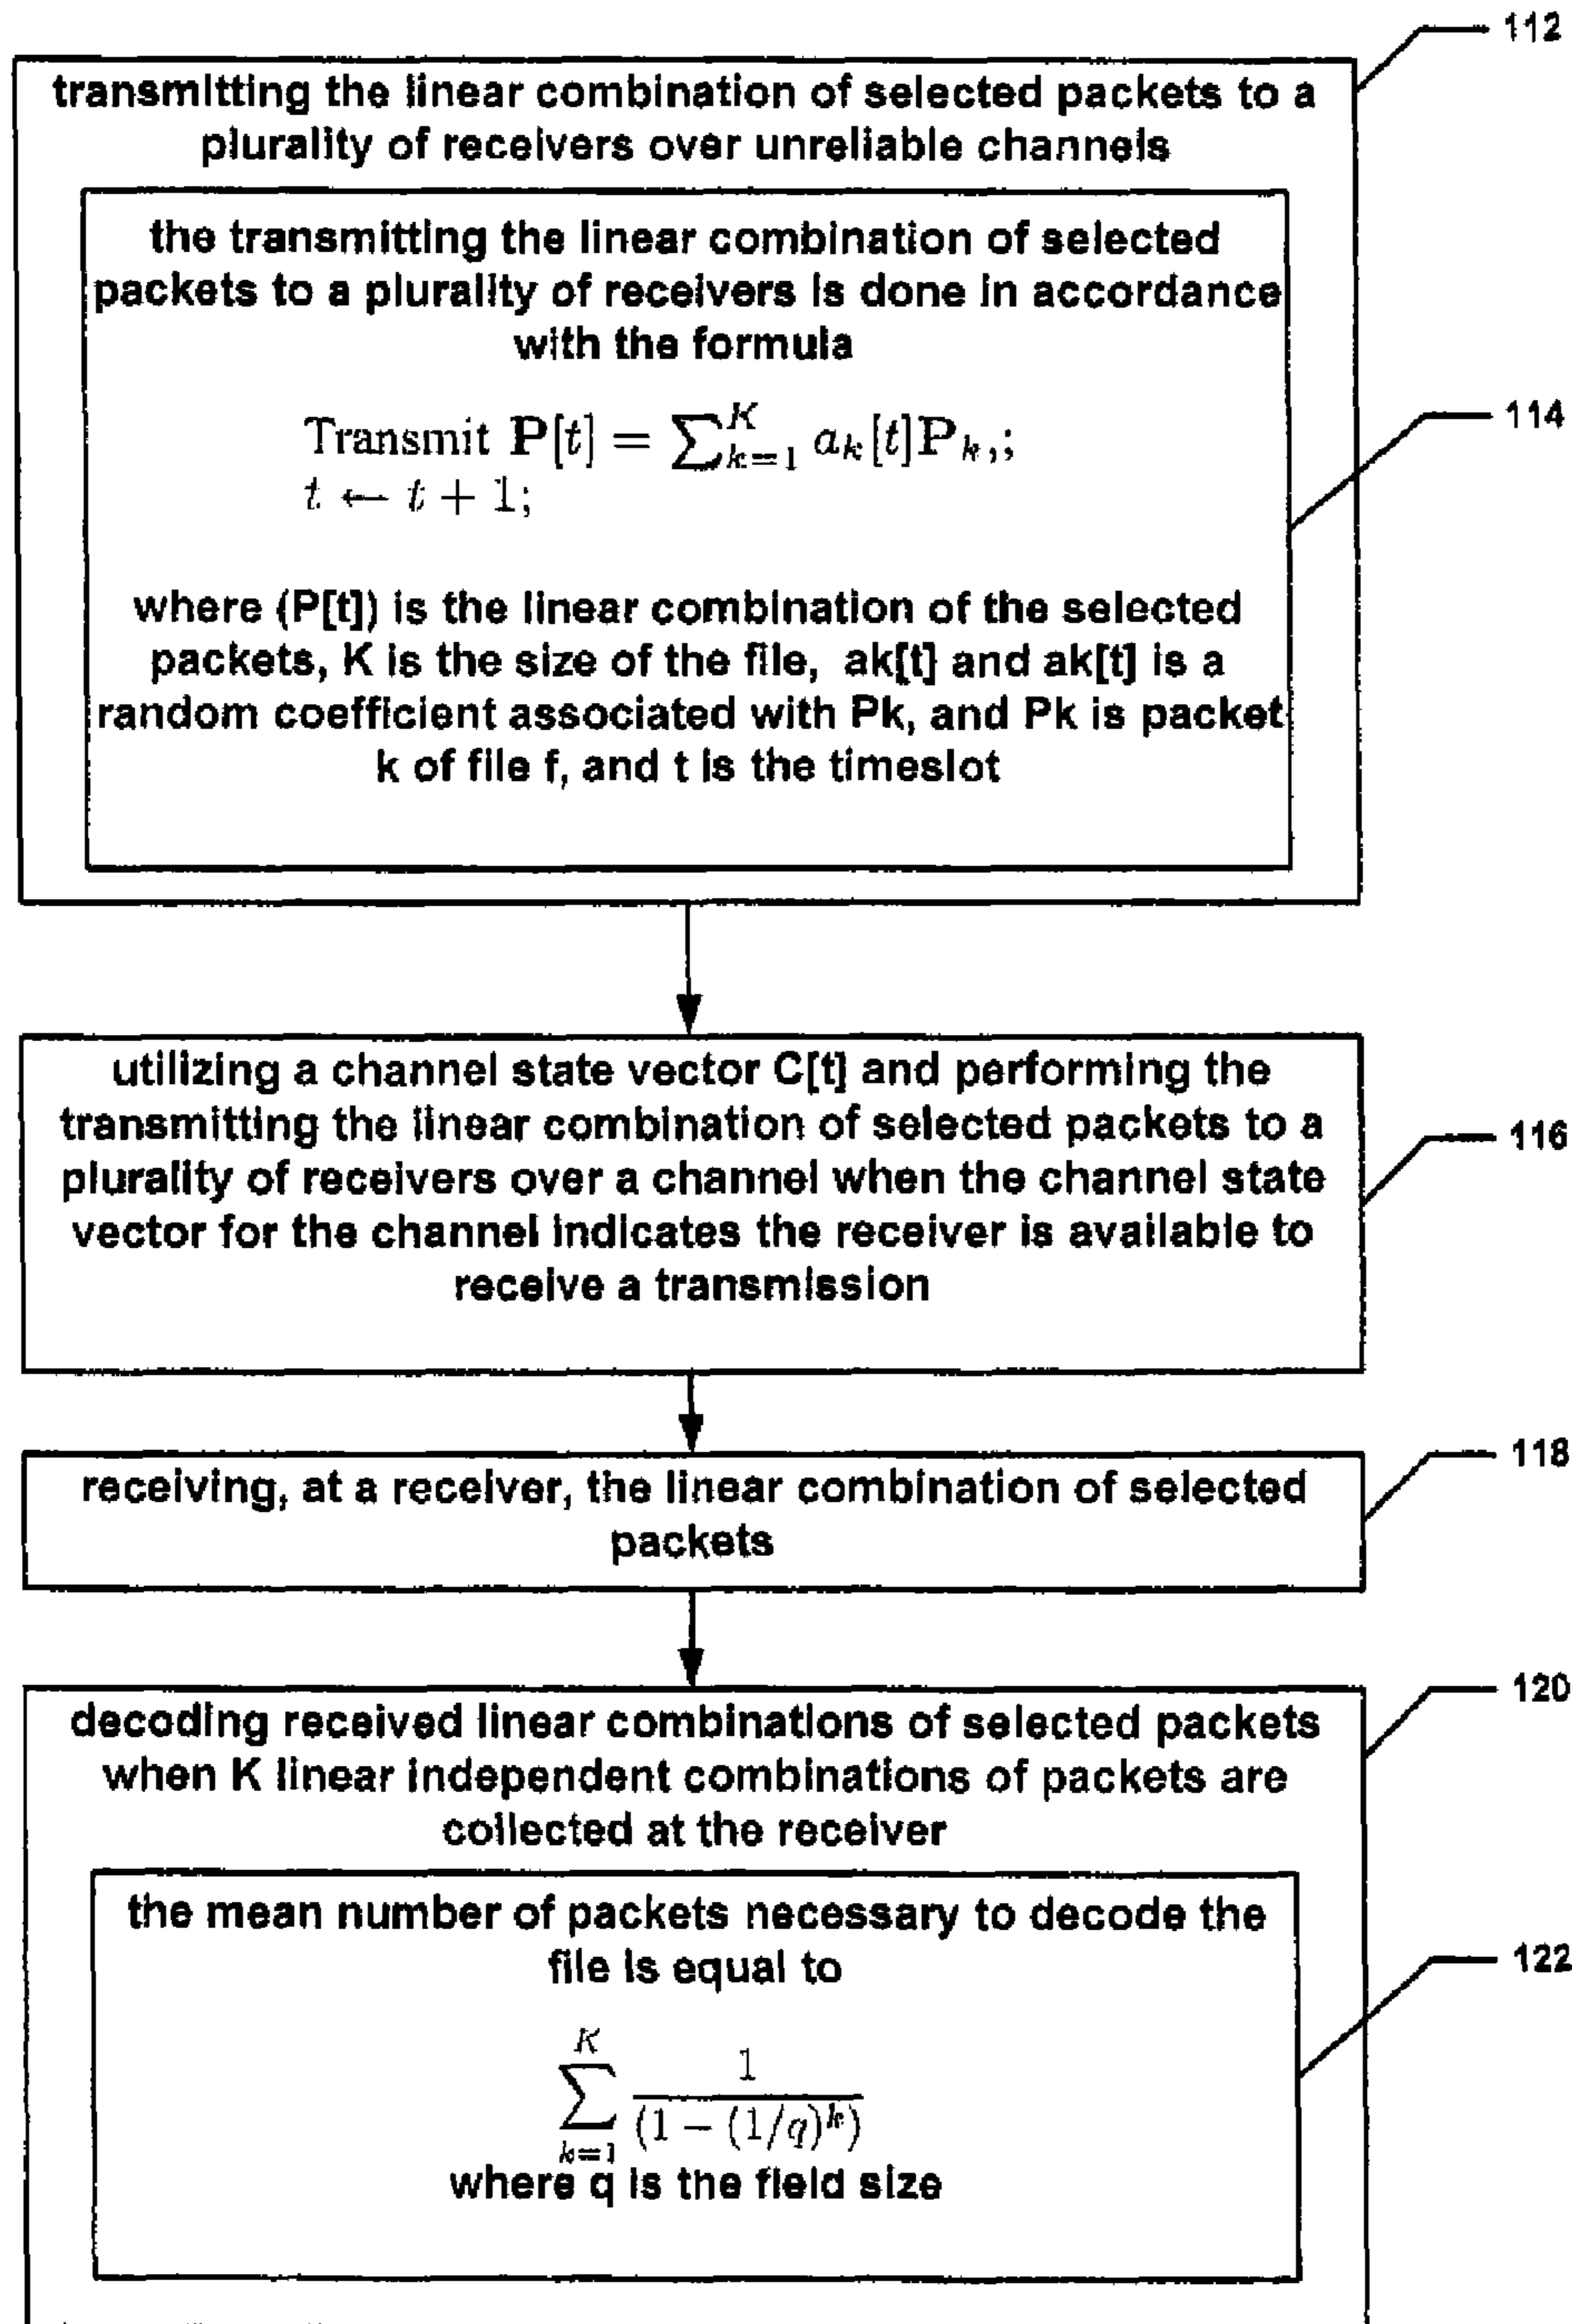 112
transmitting the linear combination of selected packets to a
plurality of receivers over unreliable channels
the transmitting the linear combination of selected
packets to a plurality of receivers is done in accordance
with the formula
Transmit P[t] = ∑_{k=1}^{K} a_k[t]P_k,;
t ← t + 1;
114
where (P[t]) is the linear combination of the selected
packets, K is the size of the file, ak[t] and ak[t] is a
random coefficient associated with Pk, and Pk is packet
k of file f, and t is the timeslot
utilizing a channel state vector C[t] and performing the
transmitting the linear combination of selected packets to a
plurality of receivers over a channel when the channel state
vector for the channel indicates the receiver is available to
receive a transmission
116
receiving, at a receiver, the linear combination of selected
packets
118
decoding received linear combinations of selected packets
when K linear independent combinations of packets are
collected at the receiver
120
the mean number of packets necessary to decode the
file is equal to
∑_{k=1}^{K} 1/(1 − (1/q)^k)
where q is the field size
122